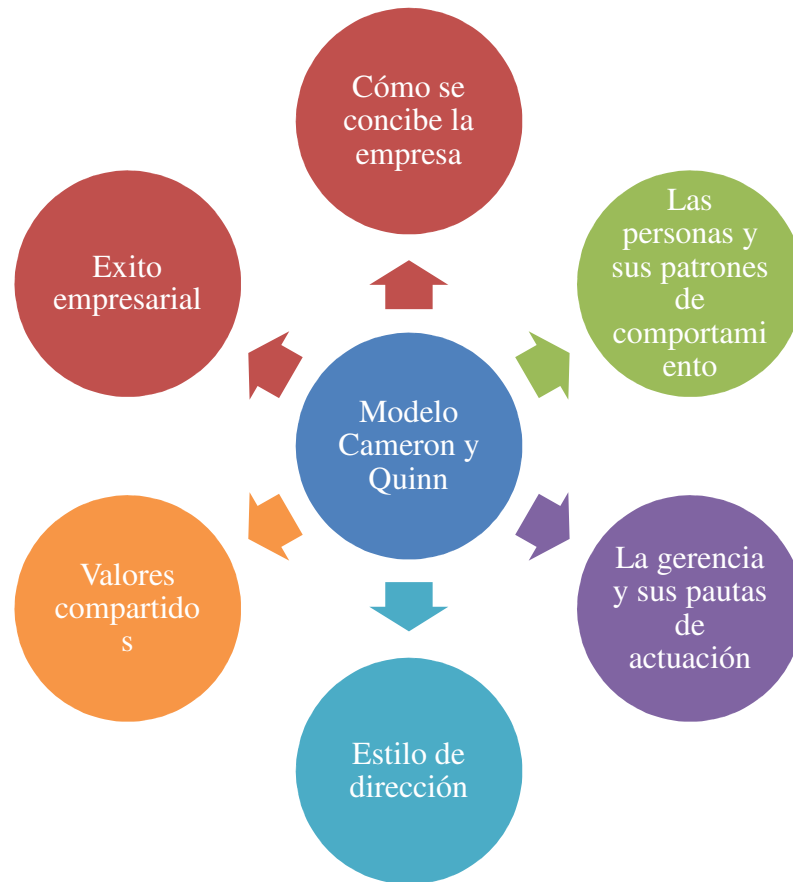 Cómo se
concibe la
empresa
Las
personas y
sus patrones
de
comportami
ento
La gerencia
y sus pautas
de
actuación
Estilo de
dirección
Valores
compartido
s
Exito
empresarial
Modelo
Cameron y
Quinn